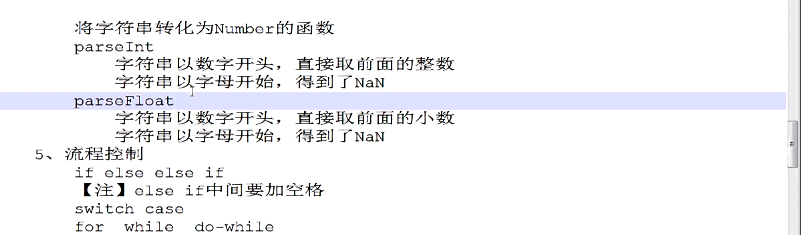 将字符串转化为Number的函数
parseInt
字符串以数字开头，直接取前面的整数
字符串以字母开始，得到了NaN
parseFloat
字符串以数字开头，直接取前面的小数
字符串以字母开始，得到了NaN
5、流程控制
if else else if
【注】else if中间要加空格
switch case
for while do-while